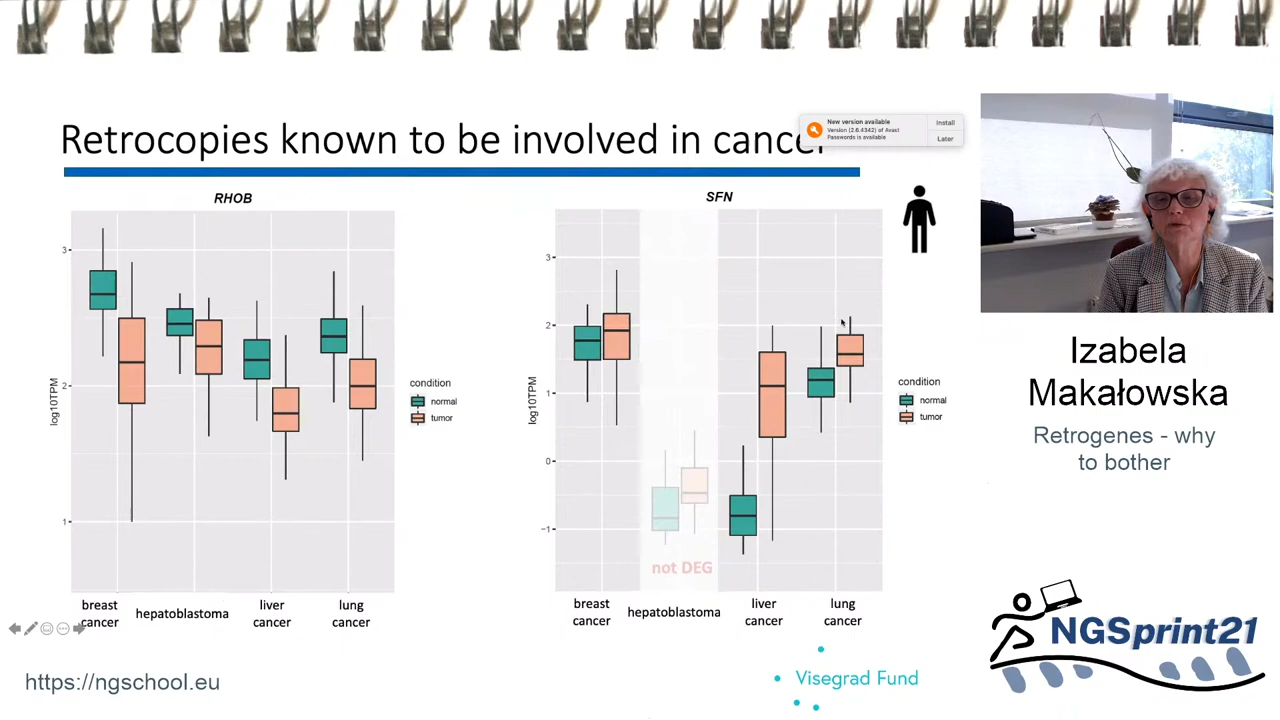 Retrocopies known to be involved in cancer
New version available
Version (2.6.4342) of Avast
Passwords is available
Install
Later
RHOB
3
2
1
log10TPM
condition
normal
tumor
breast
cancer
hepatoblastoma
liver
cancer
lung
cancer
SFN
3
2
1
0
−1
log10TPM
not DEG
condition
normal
tumor
breast
cancer
hepatoblastoma
liver
cancer
lung
cancer
Izabela
Makałowska
Retrogenes - why
to bother
NGSprint21
https://ngschool.eu
Visegrad Fund